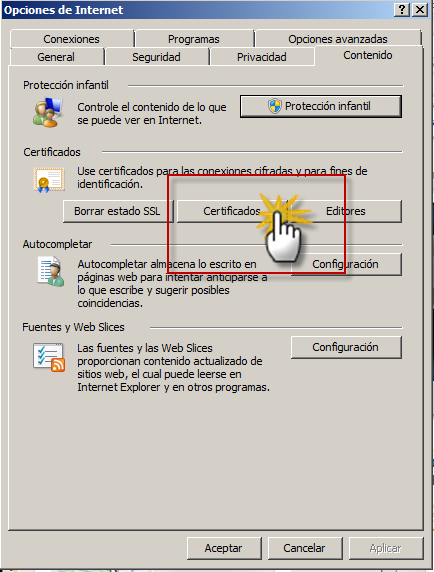 Opciones de Internet
Conexiones Programas Opciones avanzadas
General Seguridad Privacidad Contenido
Protección infantil
Controle el contenido de lo que
se puede ver en Internet.
Protección infantil
Certificados
Use certificados para las conexiones cifradas y para fines de
identificación.
Borrar estado SSL Certificados Editores
Autocompletar
Autocompletar almacena lo escrito en
páginas web para intentar anticiparse a
lo que escribe y sugerir posibles
coincidencias.
Configuración
Fuentes y Web Slices
Las fuentes y las Web Slices
proporcionan contenido actualizado de
sitios web, el cual puede leerse en
Internet Explorer y en otros programas.
Configuración
Aceptar Cancelar Aplicar